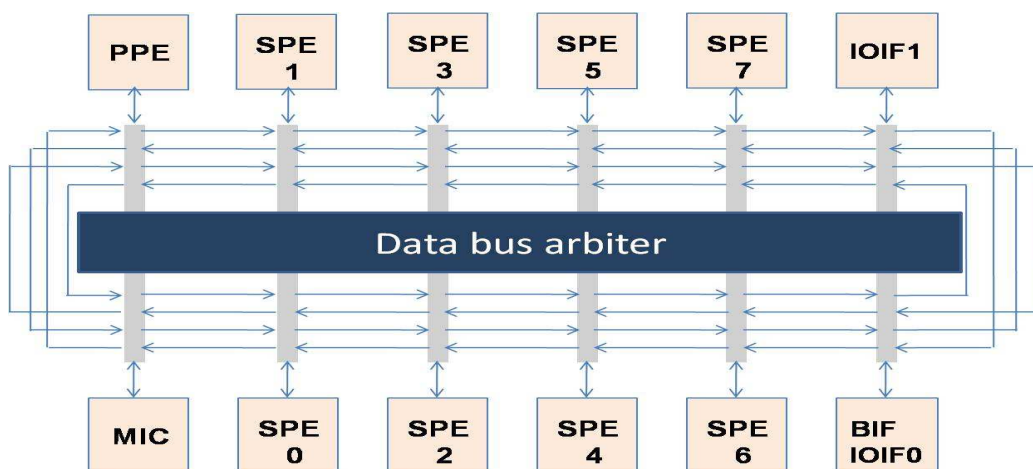 PPE
SPE
1
SPE
3
SPE
5
SPE
7
IOIF1
Data bus arbiter
MIC
SPE
0
SPE
2
SPE
4
SPE
6
BIF
IOIF0